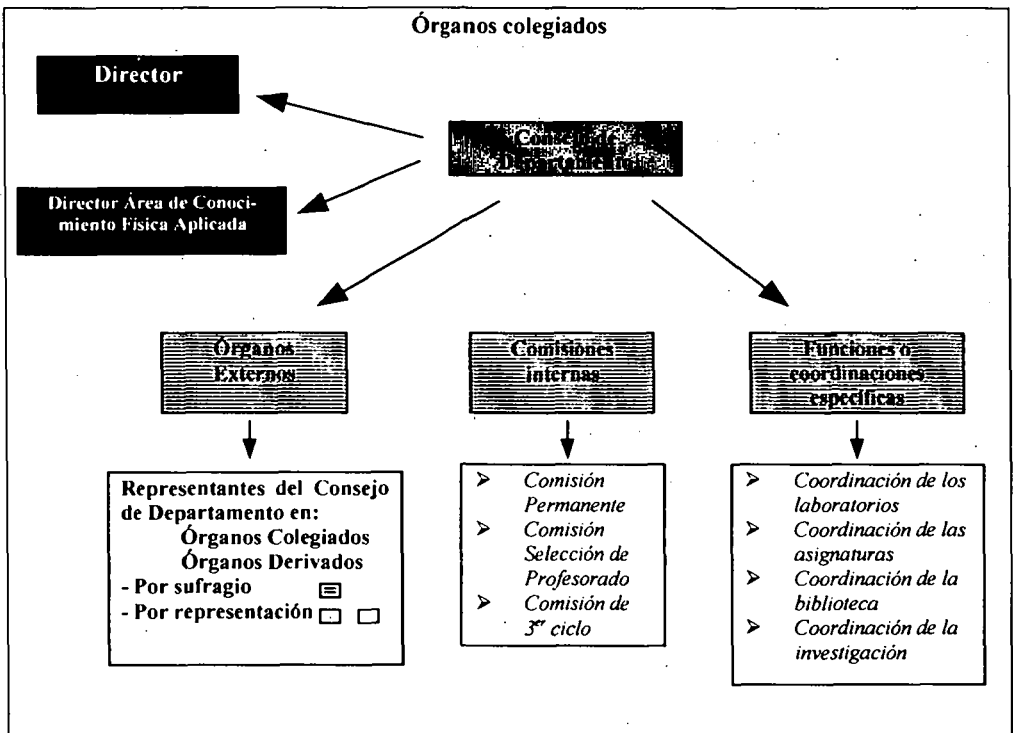 Órganos colegiados
Director
Consejo de
Departamento
Director Área de Conoci-
miento Física Aplicada
Órganos
Externos
Comisiones
internas
Funciones o
coordinaciones
específicas
Representantes del Consejo
de Departamento en:
Órganos Colegiados
Órganos Derivados
- Por sufragio
- Por representación
➢ Comisión
Permanente
➢ Comisión
Selección de
Profesorado
➢ Comisión de
3er ciclo
➢ Coordinación de los
laboratorios
➢ Coordinación de las
asignaturas
➢ Coordinación de la
biblioteca
➢ Coordinación de la
investigación